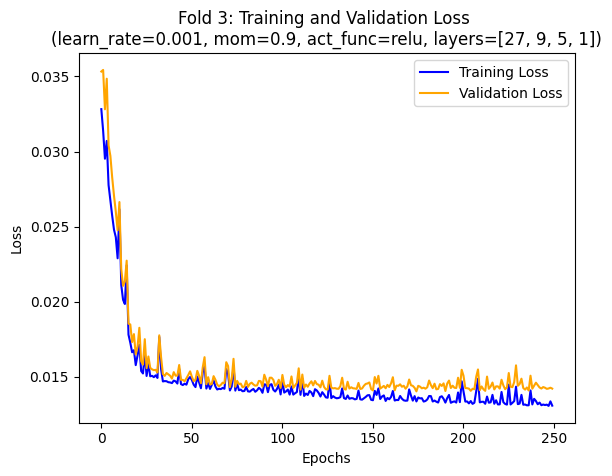 Fold 3: Training and Validation Loss
(learn_rate=0.001, mom=0.9, act_func=relu, layers=[27, 9, 5, 1])
Training Loss
Validation Loss
0.035
0.030
0.025
0.020
0.015
Loss
0
50
100
150
200
250
Epochs